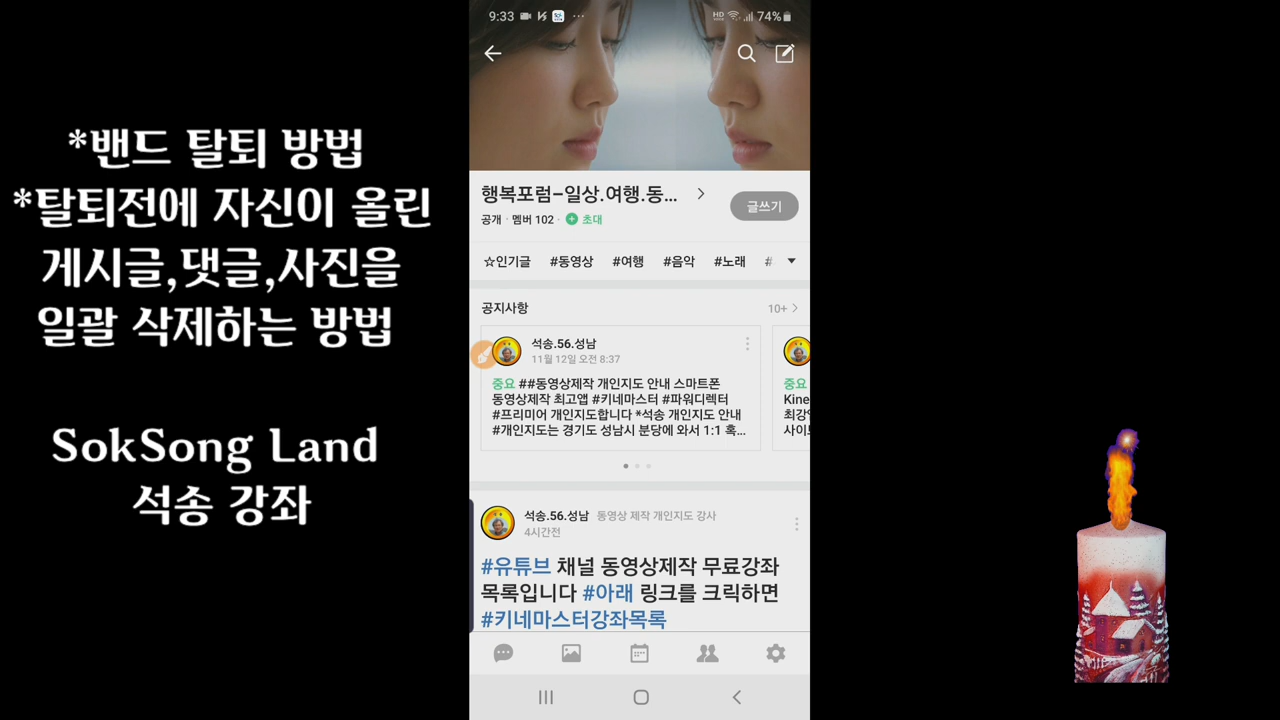 *밴드 탈퇴 방법
*탈퇴전에 자신이 올린
게시글,댓글,사진을
일괄 삭제하는 방법
SokSong Land
석송 강좌
9:33
74%
행복포럼-일상.여행.동...
글쓰기
공개 · 멤버 102 · 초대
☆인기글 #동영상 #여행 #음악 #노래 #
공지사항
10+
석송.56.성남
11월 12일 오전 8:37
중요 ##동영상제작 개인지도 안내 스마트폰
동영상제작 최고앱 #키네마스터 #파워디렉터
#프리미어 개인지도합니다 *석송 개인지도 안내
#개인지도는 경기도 성남시 분당에 와서 1:1 혹...
중요
Kine
최강
사이트
석송.56.성남 동영상 제작 개인지도 강사
4시간전
#유튜브 채널 동영상제작 무료강좌
목록입니다 #아래 링크를 크릭하면
#키네마스터강좌목록